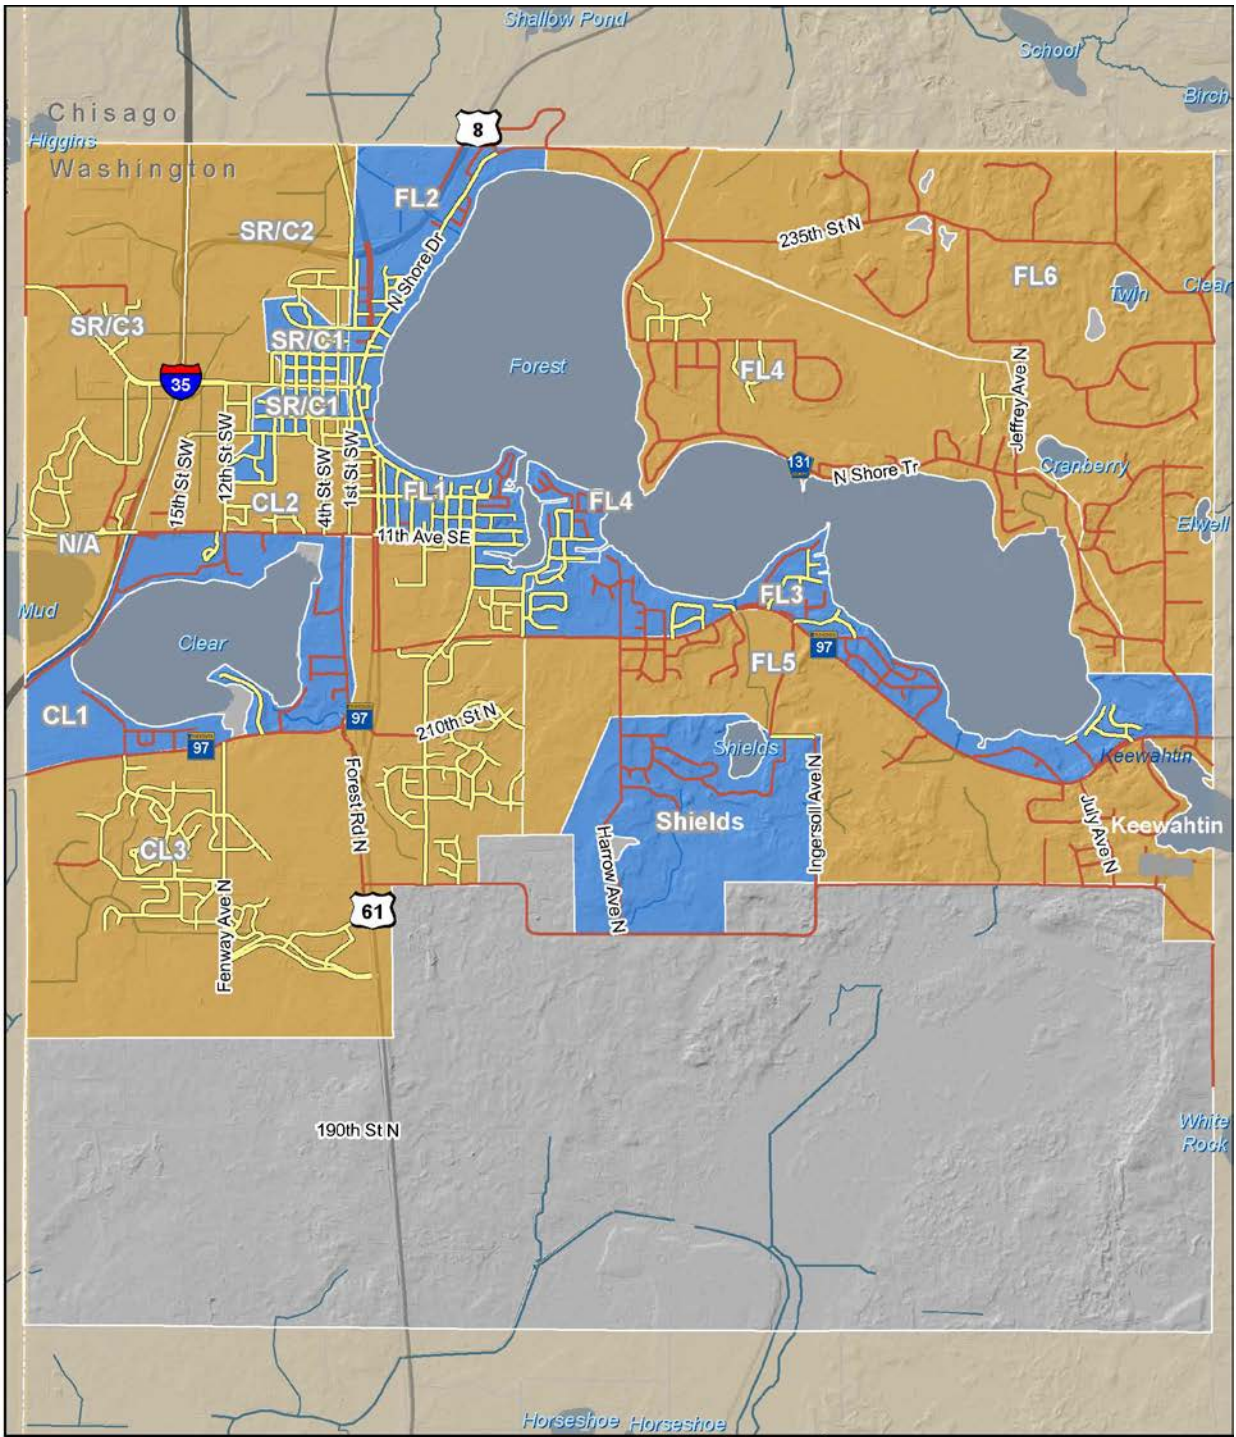 Shallow Pond
School
Birch
Chisago
Higgins
Washington
8
FL2
SR/C2
235th St N
N Shore Dr
FL6
Twin
Clear
SR/C3
SR/C1
Forest
35
FL4
SR/C1
Jeffrey Ave N
15th St SW
12th St SW
4th St SW
1st St SW
131
N Shore Tr
Cranberry
CL2
FL1
FL4
Elwell
N/A
11th Ave SE
Mud
FL3
Clear
97
FL5
CL1
97
97
210th St N
Shields
Keewahtin
Forest Rd N
Ingersoll Ave N
Shields
Keewahtin
July Ave N
Harrow Ave N
CL3
Fenway Ave N
61
190th St N
White
Rock
Horseshoe
Horseshoe